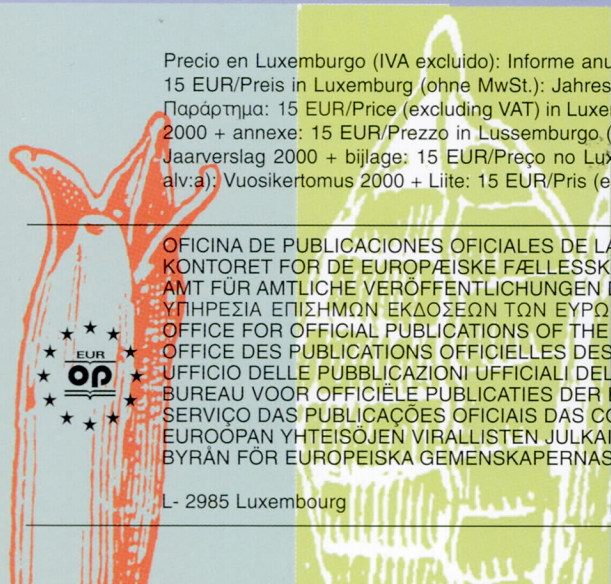 Precio en Luxemburgo (IVA excluido): Informe anu
15 EUR/Preis in Luxemburg (ohne MwSt.): Jahres
Παράρτημα: 15 EUR/Price (excluding VAT) in Luxe
2000 + annexe: 15 EUR/Prezzo in Lussemburgo (
Jaarverslag 2000 + bijlage: 15 EUR/Preço no Lux
alv:a): Vuosikertomus 2000 + Liite: 15 EUR/Pris (e
OFICINA DE PUBLICACIONES OFICIALES DE LA
KONTORET FOR DE EUROPÆISKE FÆLLESSK
AMT FÜR AMTLICHE VERÖFFENTLICHUNGEN
ΥΠΗΡΕΣΙΑ ΕΠΙΣΗΜΩΝ ΕΚΔΟΣΕΩΝ ΤΩΝ ΕΥΡΩ
OFFICE FOR OFFICIAL PUBLICATIONS OF THE
OFFICE DES PUBLICATIONS OFFICIELLES DES
UFFICIO DELLE PUBBLICAZIONI UFFICIALI DEL
BUREAU VOOR OFFICIËLE PUBLICATIES DER
SERVIÇO DAS PUBLICAÇÕES OFICIAIS DAS CO
EUROOPAN YHTEISÖJEN VIRALLISTEN JULKAI
BYRÅN FÖR EUROPEISKA GEMENSKAPERNAS
EUR
OP
L- 2985 Luxembourg